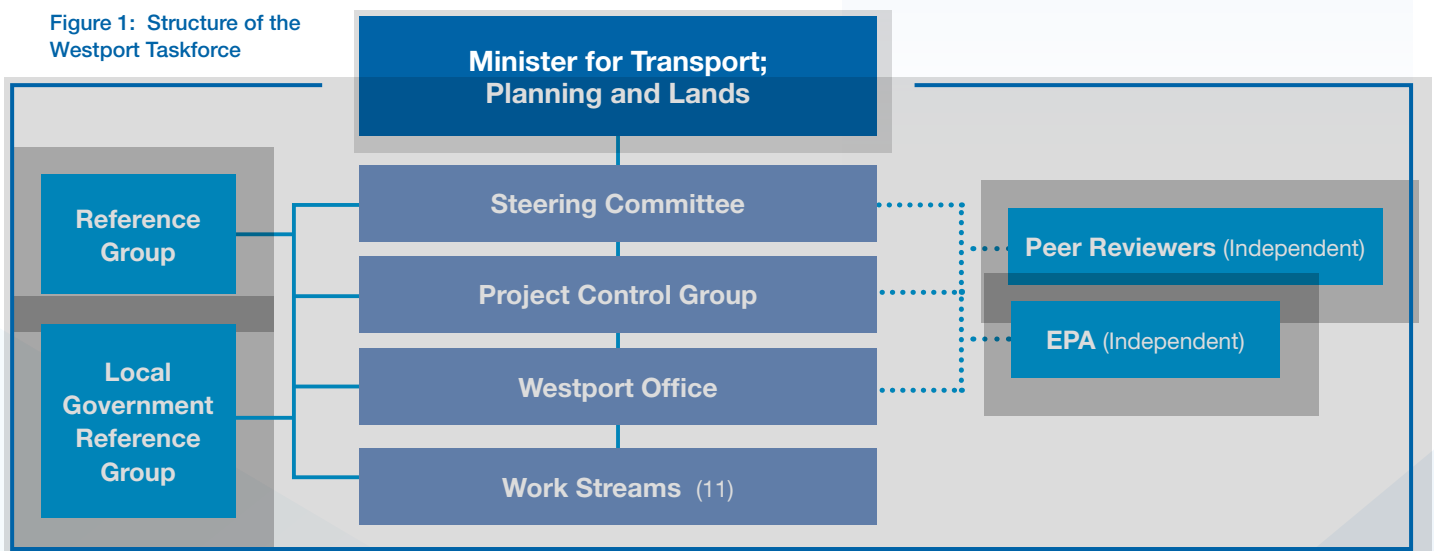 Figure 1: Structure of the
Westport Taskforce
Minister for Transport;
Planning and Lands
Reference
Group
Local
Government
Reference
Group
Steering Committee
Project Control Group
Westport Office
Work Streams (11)
Peer Reviewers (Independent)
EPA (Independent)